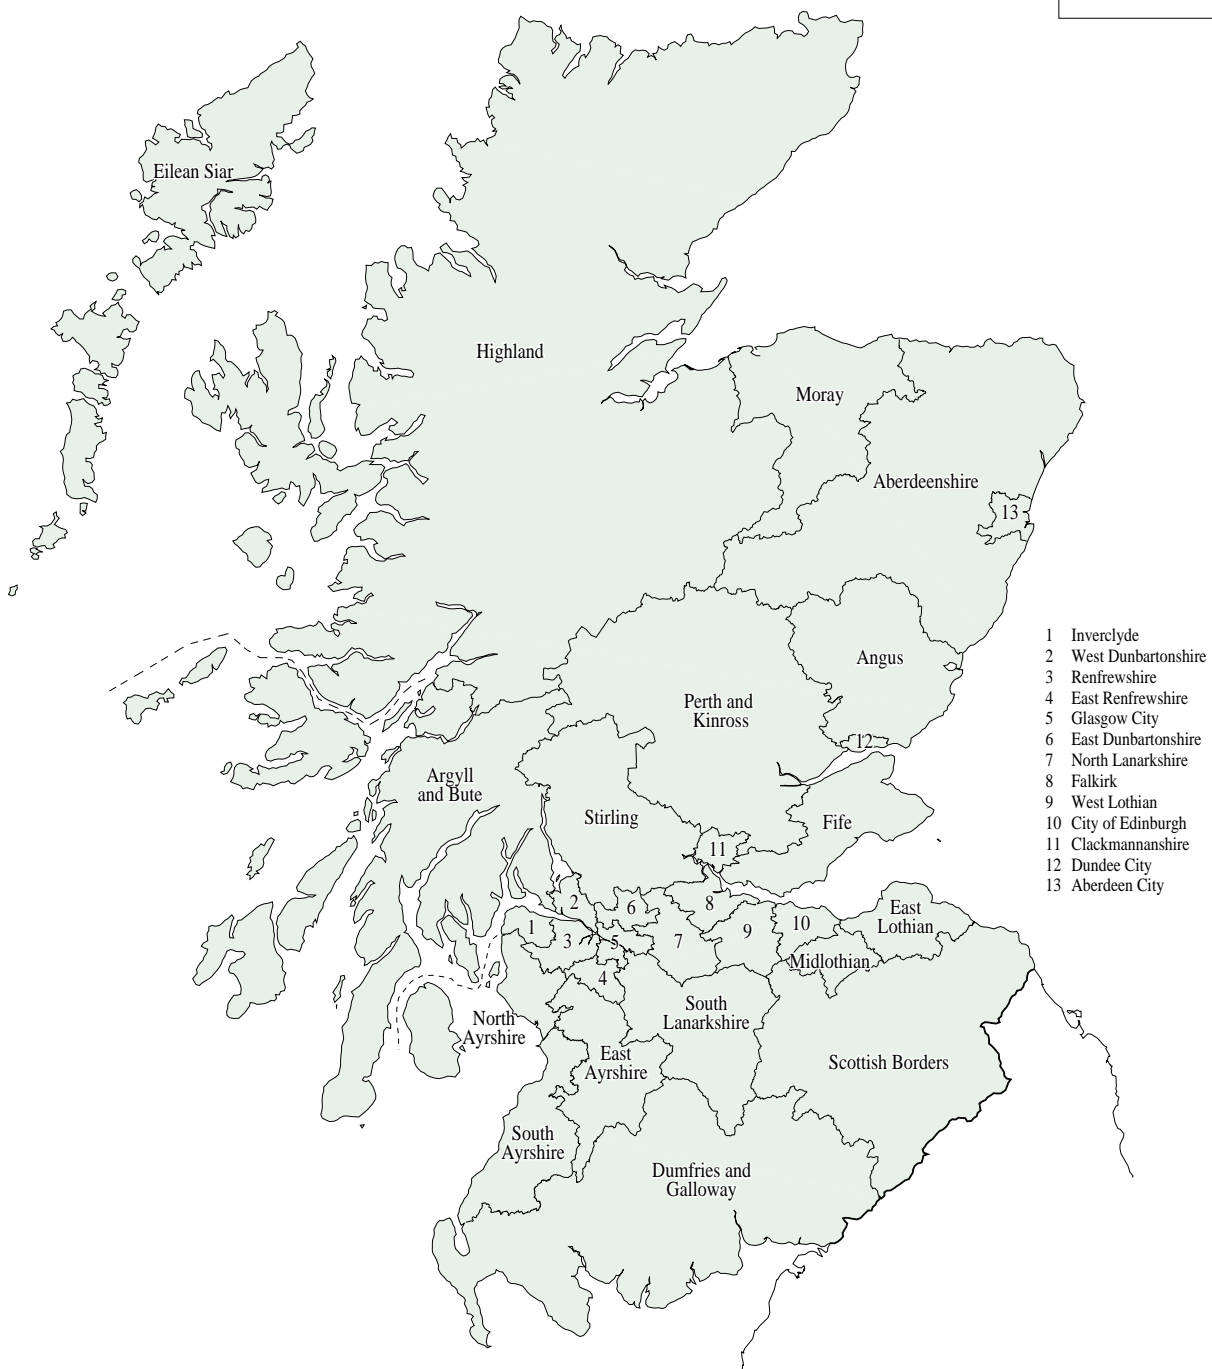 Eilean Siar
Highland
Moray
Aberdeenshire
13
Angus
Perth and
Kinross
12
Argyll
and Bute
Stirling
Fife
11
2
6
8
1
3
5
7
9
10
East
Lothian
Midlothian
4
South
Lanarkshire
North
Ayrshire
East
Ayrshire
Scottish Borders
South
Ayrshire
Dumfries and
Galloway
1 Inverclyde
2 West Dunbartonshire
3 Renfrewshire
4 East Renfrewshire
5 Glasgow City
6 East Dunbartonshire
7 North Lanarkshire
8 Falkirk
9 West Lothian
10 City of Edinburgh
11 Clackmannanshire
12 Dundee City
13 Aberdeen City